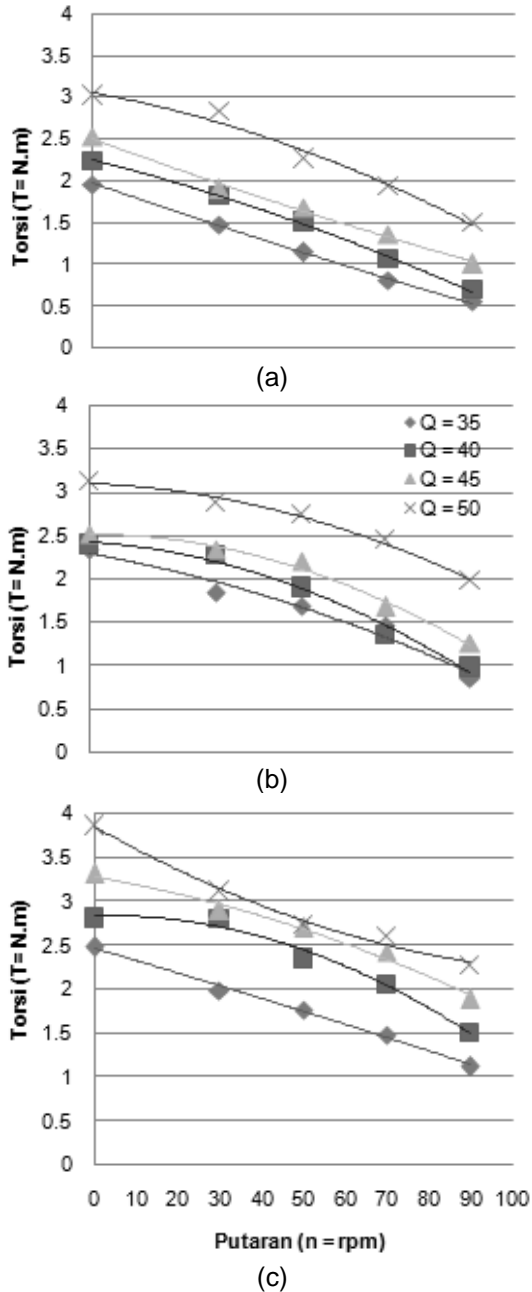 4
3.5
3
2.5
2
1.5
1
0.5
0
Torsi (T= N.m)
(a)
4
3.5
3
2.5
2
1.5
1
0.5
0
Torsi (T= N.m)
Q = 35
Q = 40
Q = 45
Q = 50
(b)
4
3.5
3
2.5
2
1.5
1
0.5
0
Torsi (T= N.m)
0 10 20 30 40 50 60 70 80 90 100
Putaran (n = rpm)
(c)